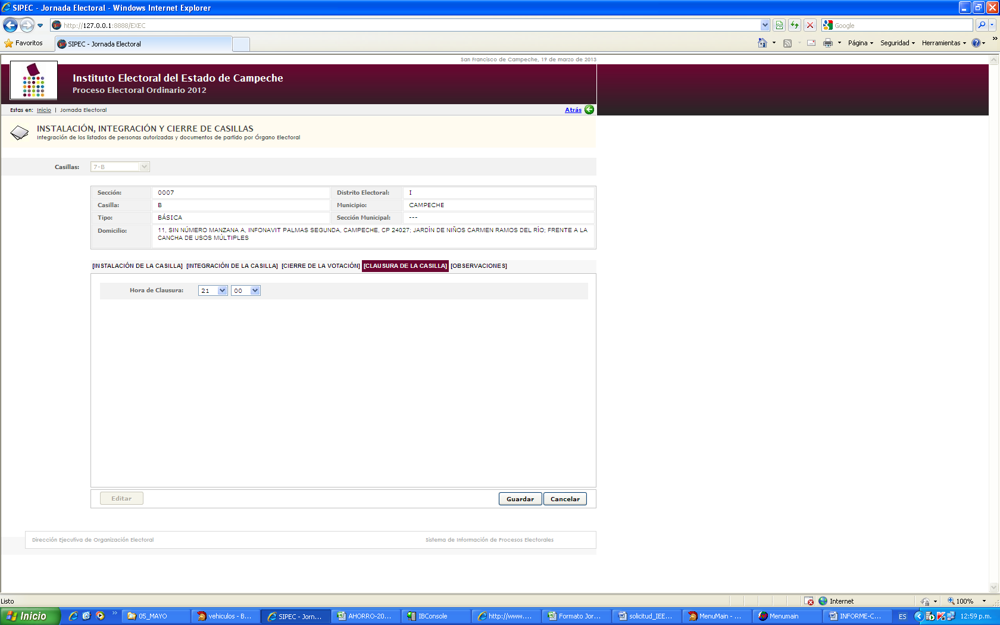 SIPEC - Jornada Electoral - Windows Internet Explorer
http://127.0.0.1:8888/EXEC
Google
Favoritos
SIPEC - Jornada Electoral
Página
Seguridad
Herramientas
San Francisco de Campeche, 19 de marzo de 2013
Instituto Electoral del Estado de Campeche
Proceso Electoral Ordinario 2012
Estas en: Inicio | Jornada Electoral
Atrás
INSTALACIÓN, INTEGRACIÓN Y CIERRE DE CASILLAS
Integración de los listados de personas autorizadas y documentos de partido por Órgano Electoral
Casillas: 7-B
Sección: 0007 Distrito Electoral: I
Casilla: B Municipio: CAMPECHE
Tipo: BÁSICA Sección Municipal: ---
Domicilio: 11, SIN NÚMERO MANZANA A, INFONAVIT PALMAS SEGUNDA, CAMPECHE, CP 24027; JARDÍN DE NIÑOS CARMEN RAMOS DEL RÍO; FRENTE A LA
CANCHA DE USOS MÚLTIPLES
[INSTALACIÓN DE LA CASILLA] [INTEGRACIÓN DE LA CASILLA] [CIERRE DE LA VOTACIÓN] [CLAUSURA DE LA CASILLA] [OBSERVACIONES]
Hora de Clausura: 21 00
Editar
Guardar Cancelar
Dirección Ejecutiva de Organización Electoral
Sistema de Información de Procesos Electorales
Listo
Internet
100%
Inicio
05_MAYO
vehiculos - B...
SIPEC - Jorn...
AHORRO-20...
IBConsole
http://www....
Formato Jor...
solicitud_IEE...
MenuMain - ...
Menumain
INFORME-C...
ES
12:59 p.m.